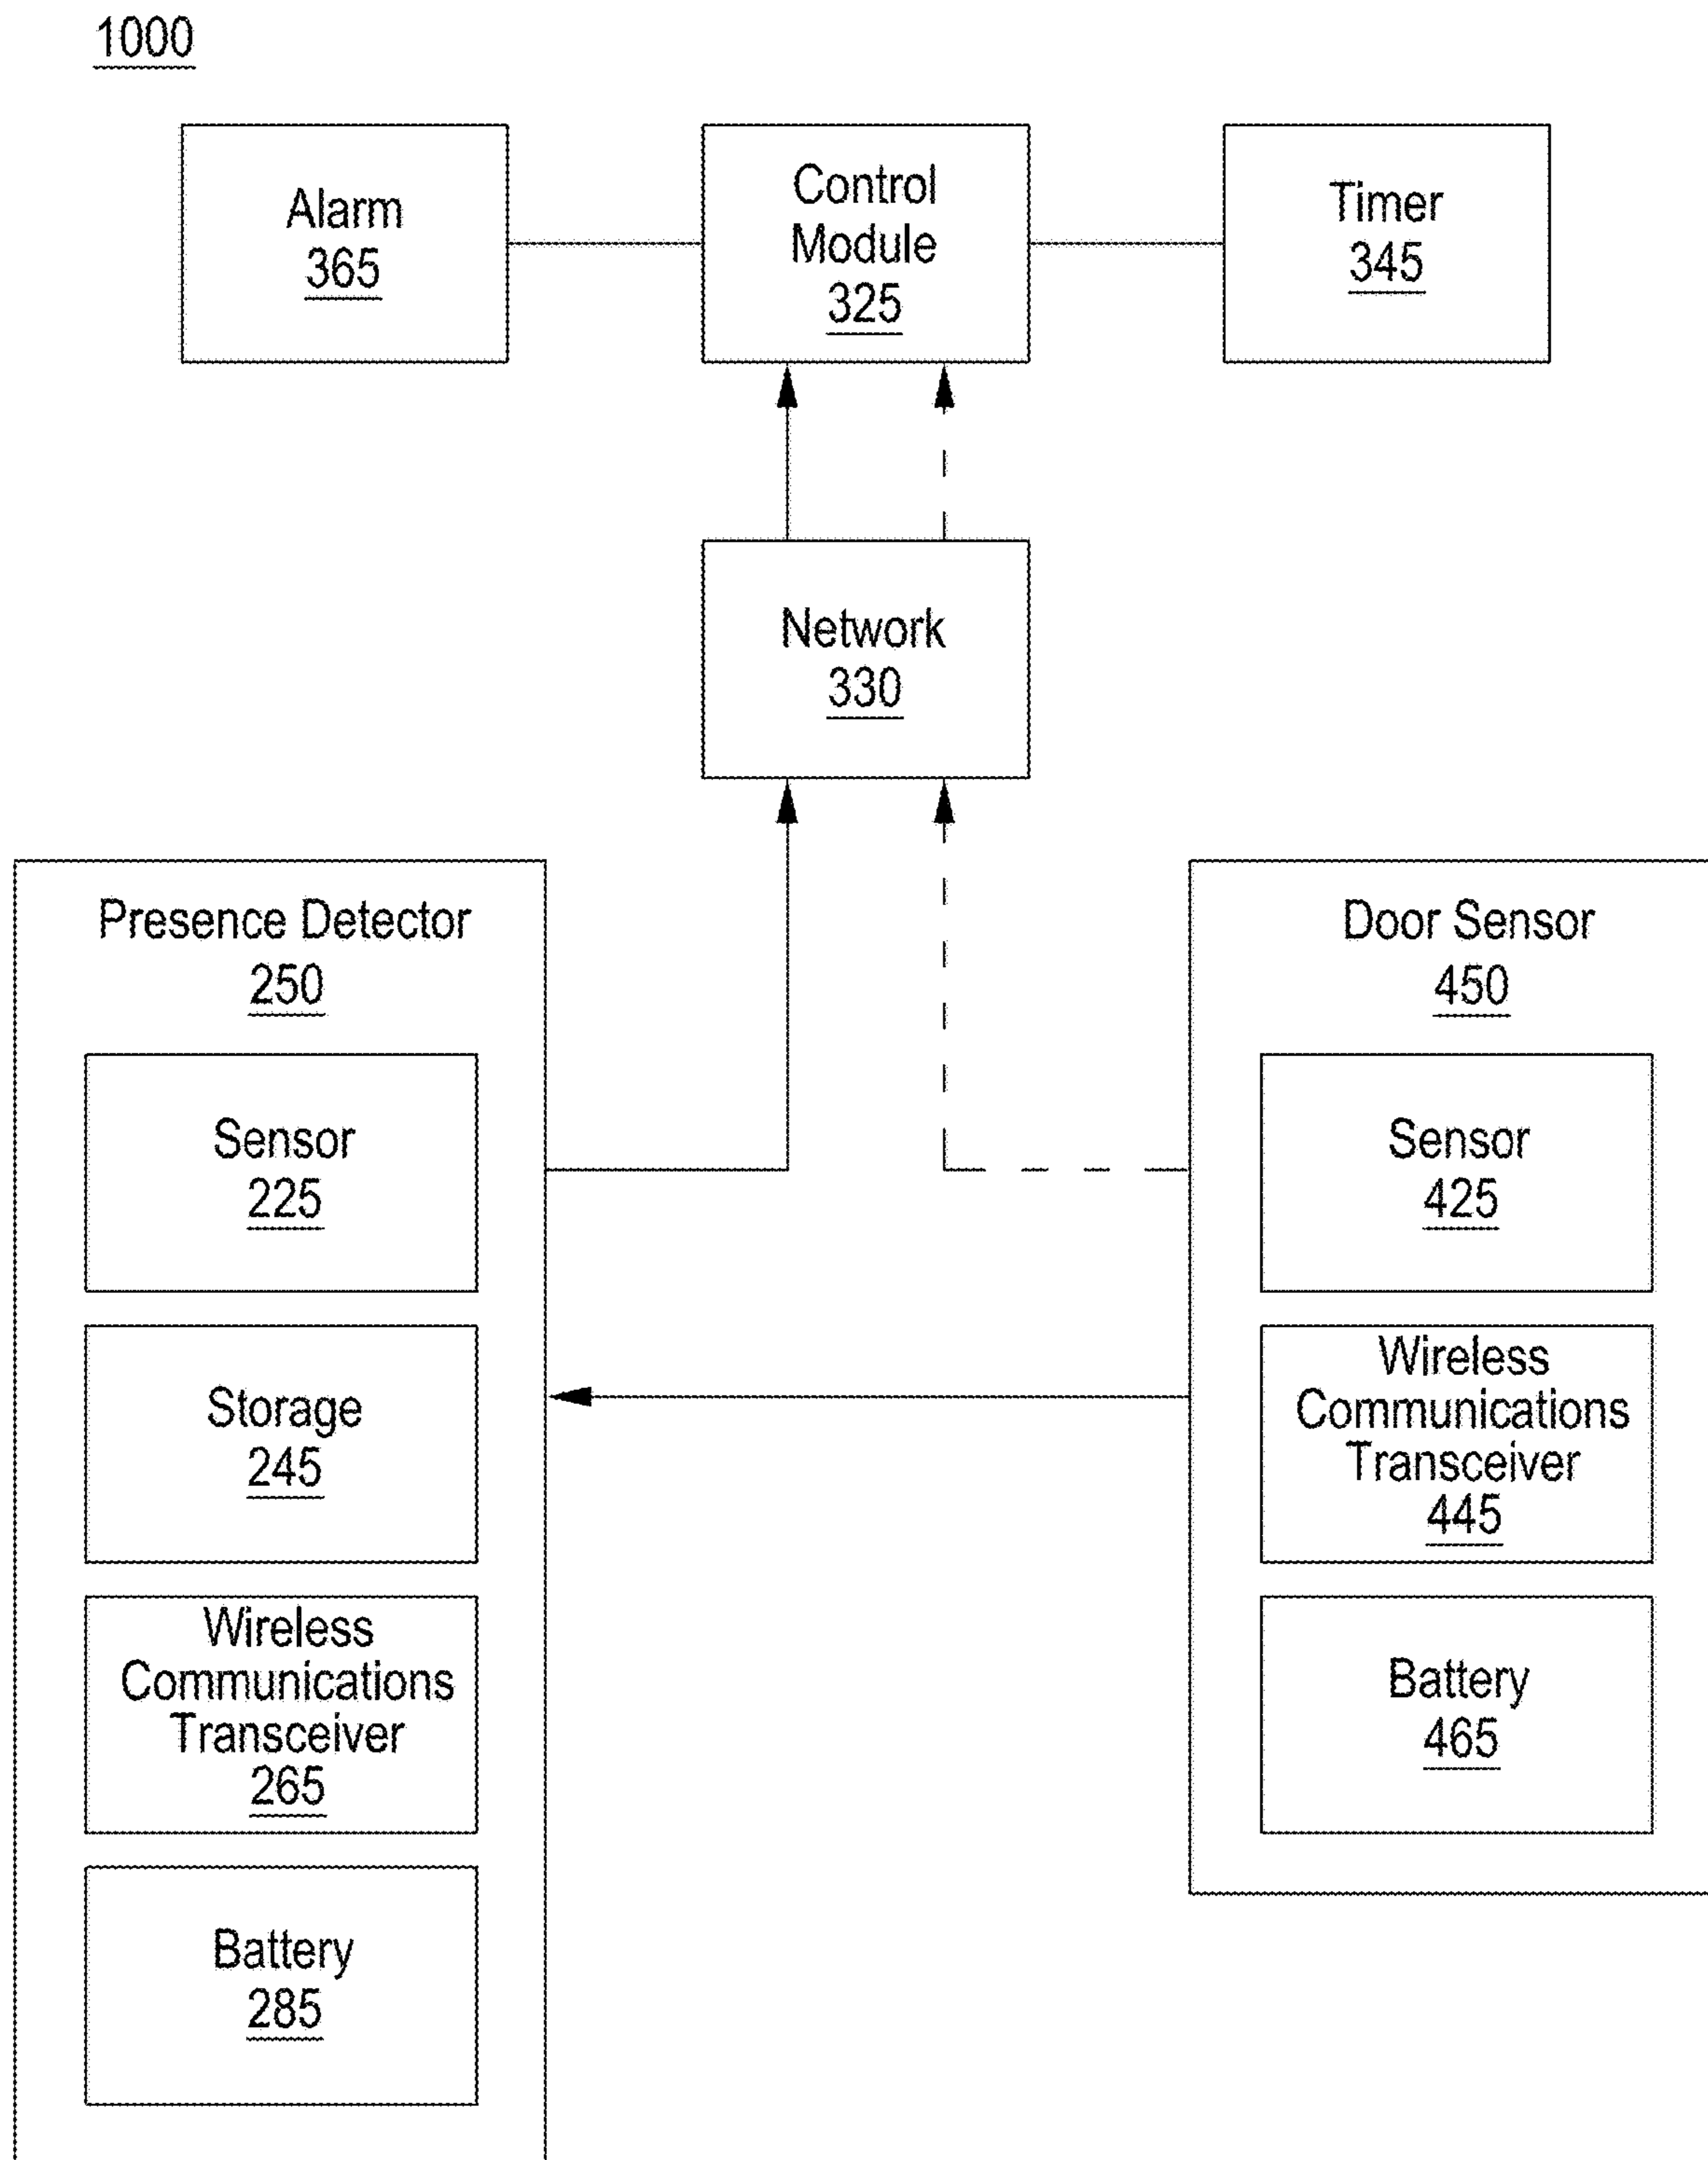 1000
Alarm
365
Control
Module
325
Timer
345
Network
330
Presence Detector
250
Sensor
225
Storage
245
Wireless
Communications
Transceiver
265
Battery
285
Door Sensor
450
Sensor
425
Wireless
Communications
Transceiver
445
Battery
465